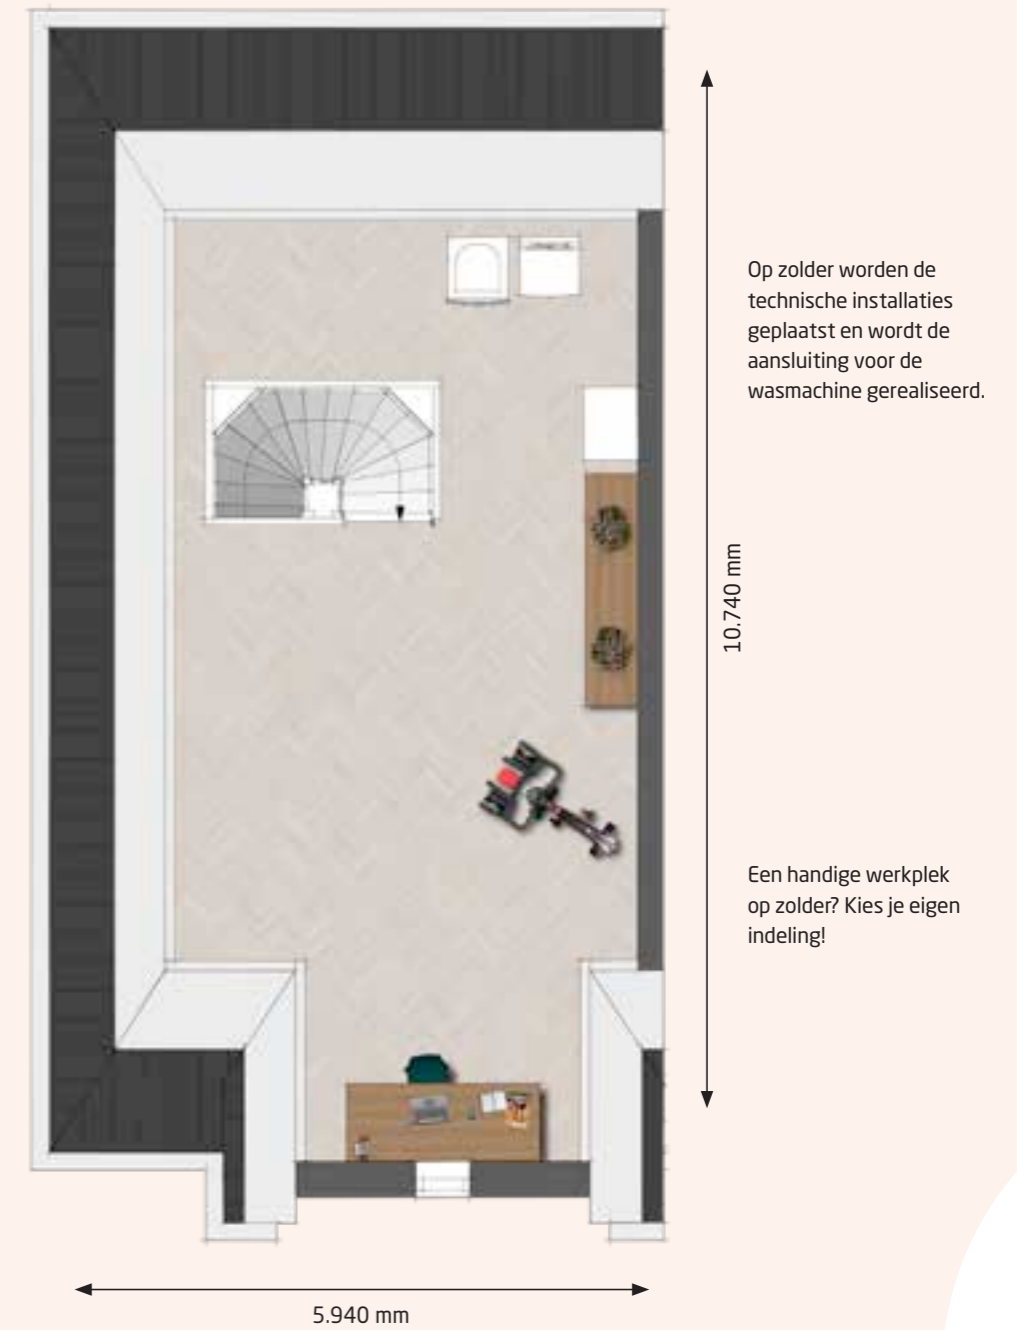 Op zolder worden de
technische installaties
geplaatst en wordt de
aansluiting voor de
wasmachine gerealiseerd.
10.740 mm
Een handige werkplek
op zolder? Kies je eigen
indeling!
5.940 mm